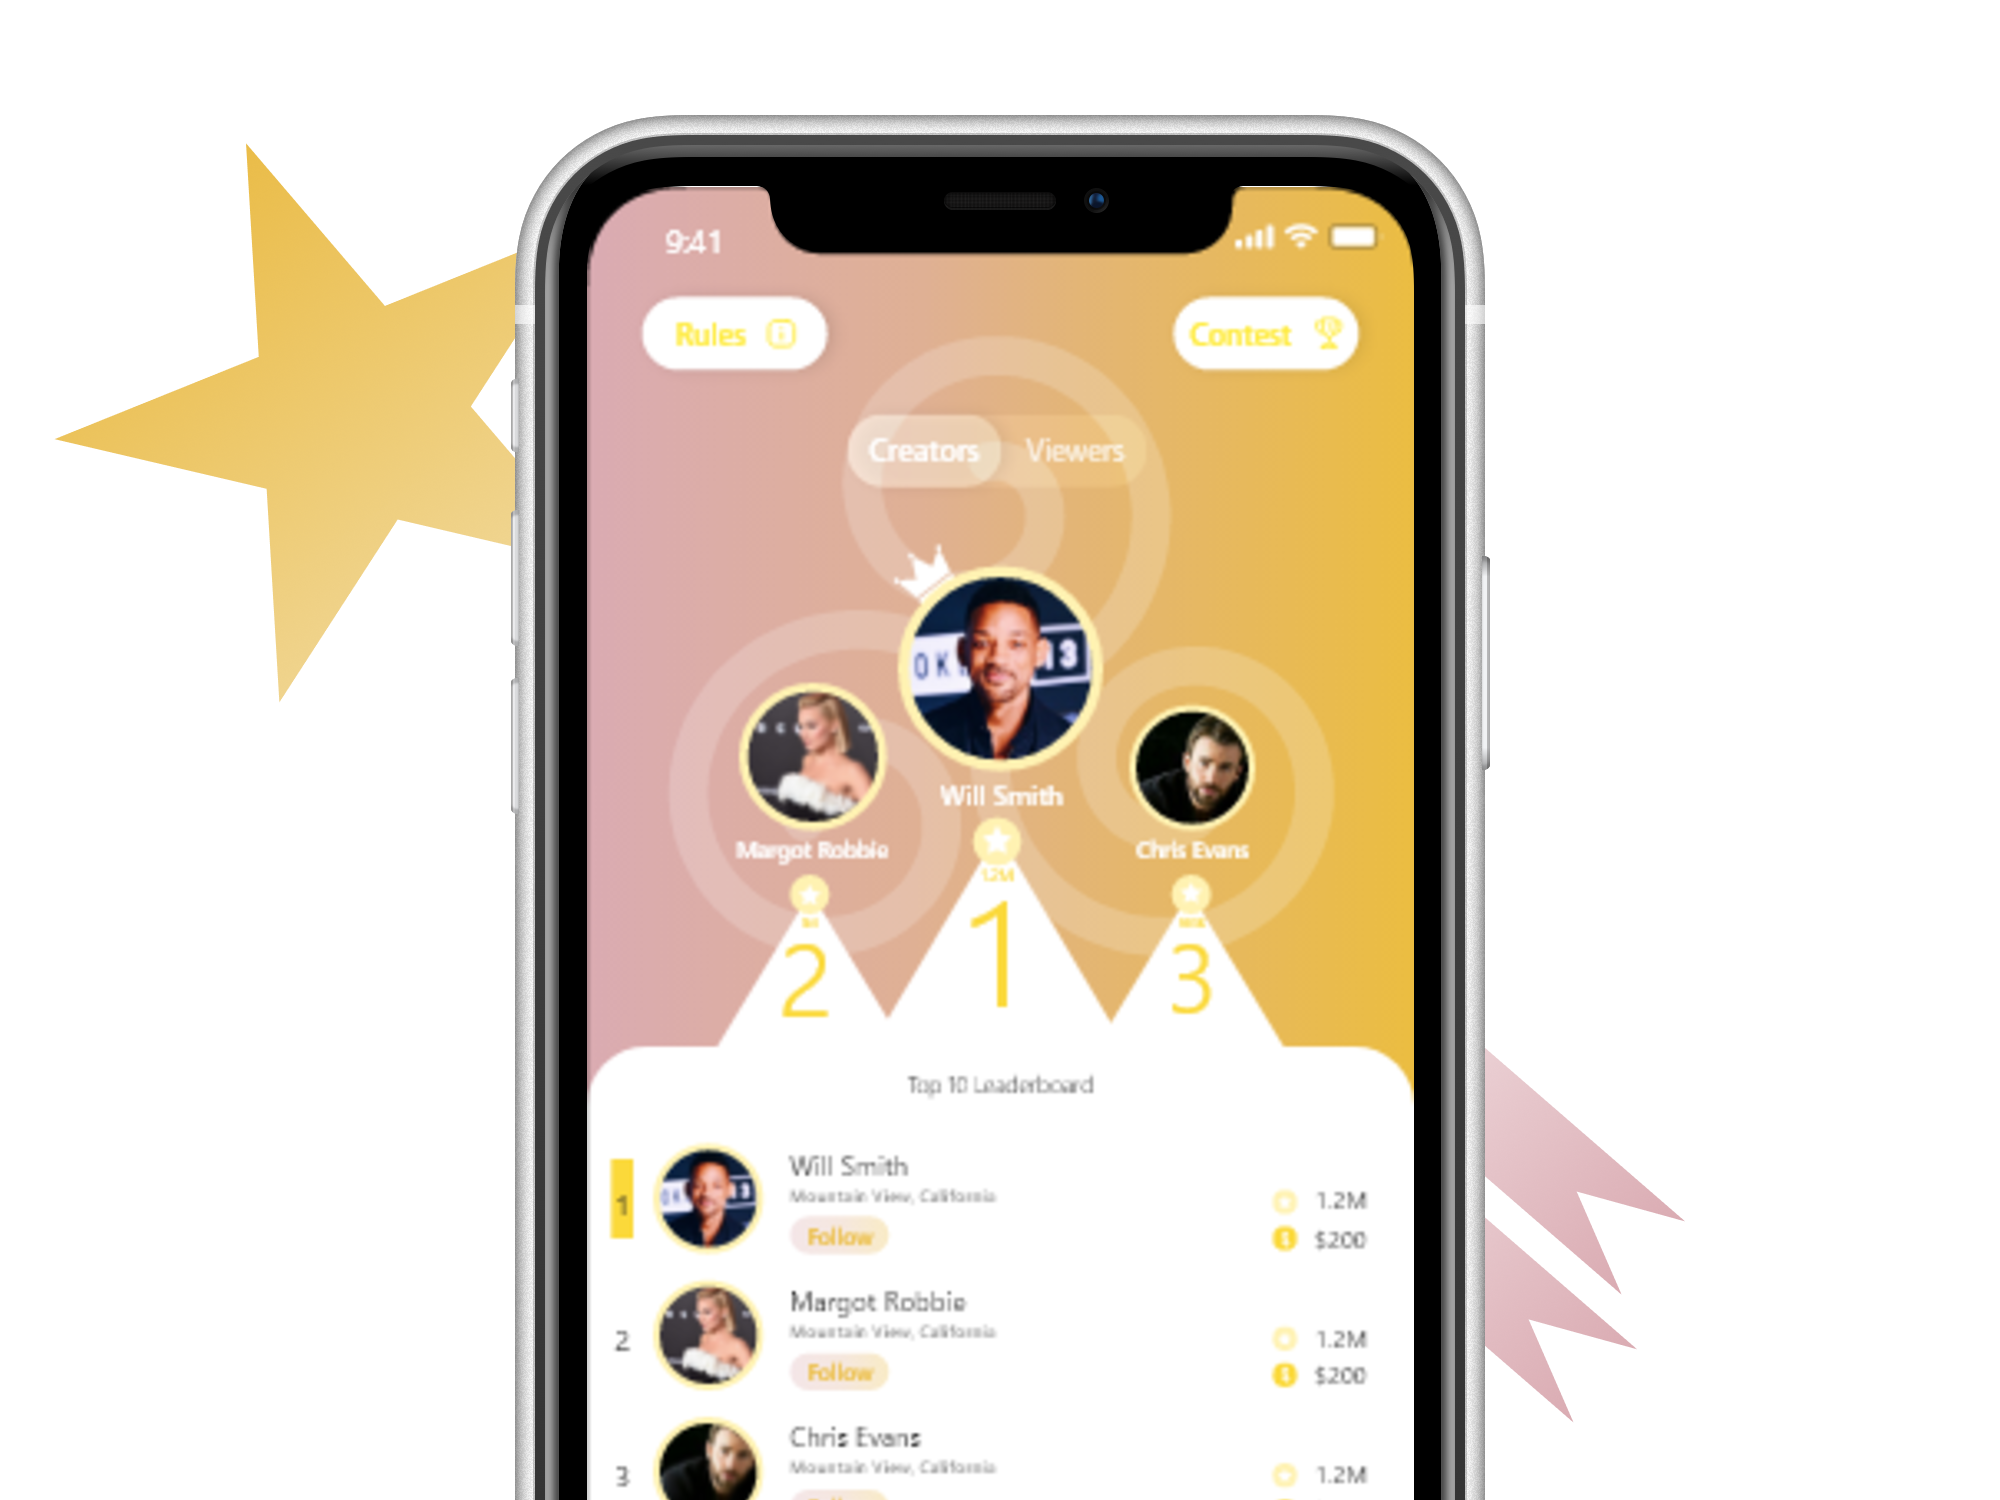 9:41
Rules
Contest
Creators
Viewers
Will Smith
Margot Robbie
Chris Evans
1.2M
1
2
3
Top 10 Leaderboard
1
Will Smith
Mountain View, California
Follow
1.2M
$200
2
Margot Robbie
Mountain View, California
Follow
1.2M
$200
3
Chris Evans
Mountain View, California
1.2M